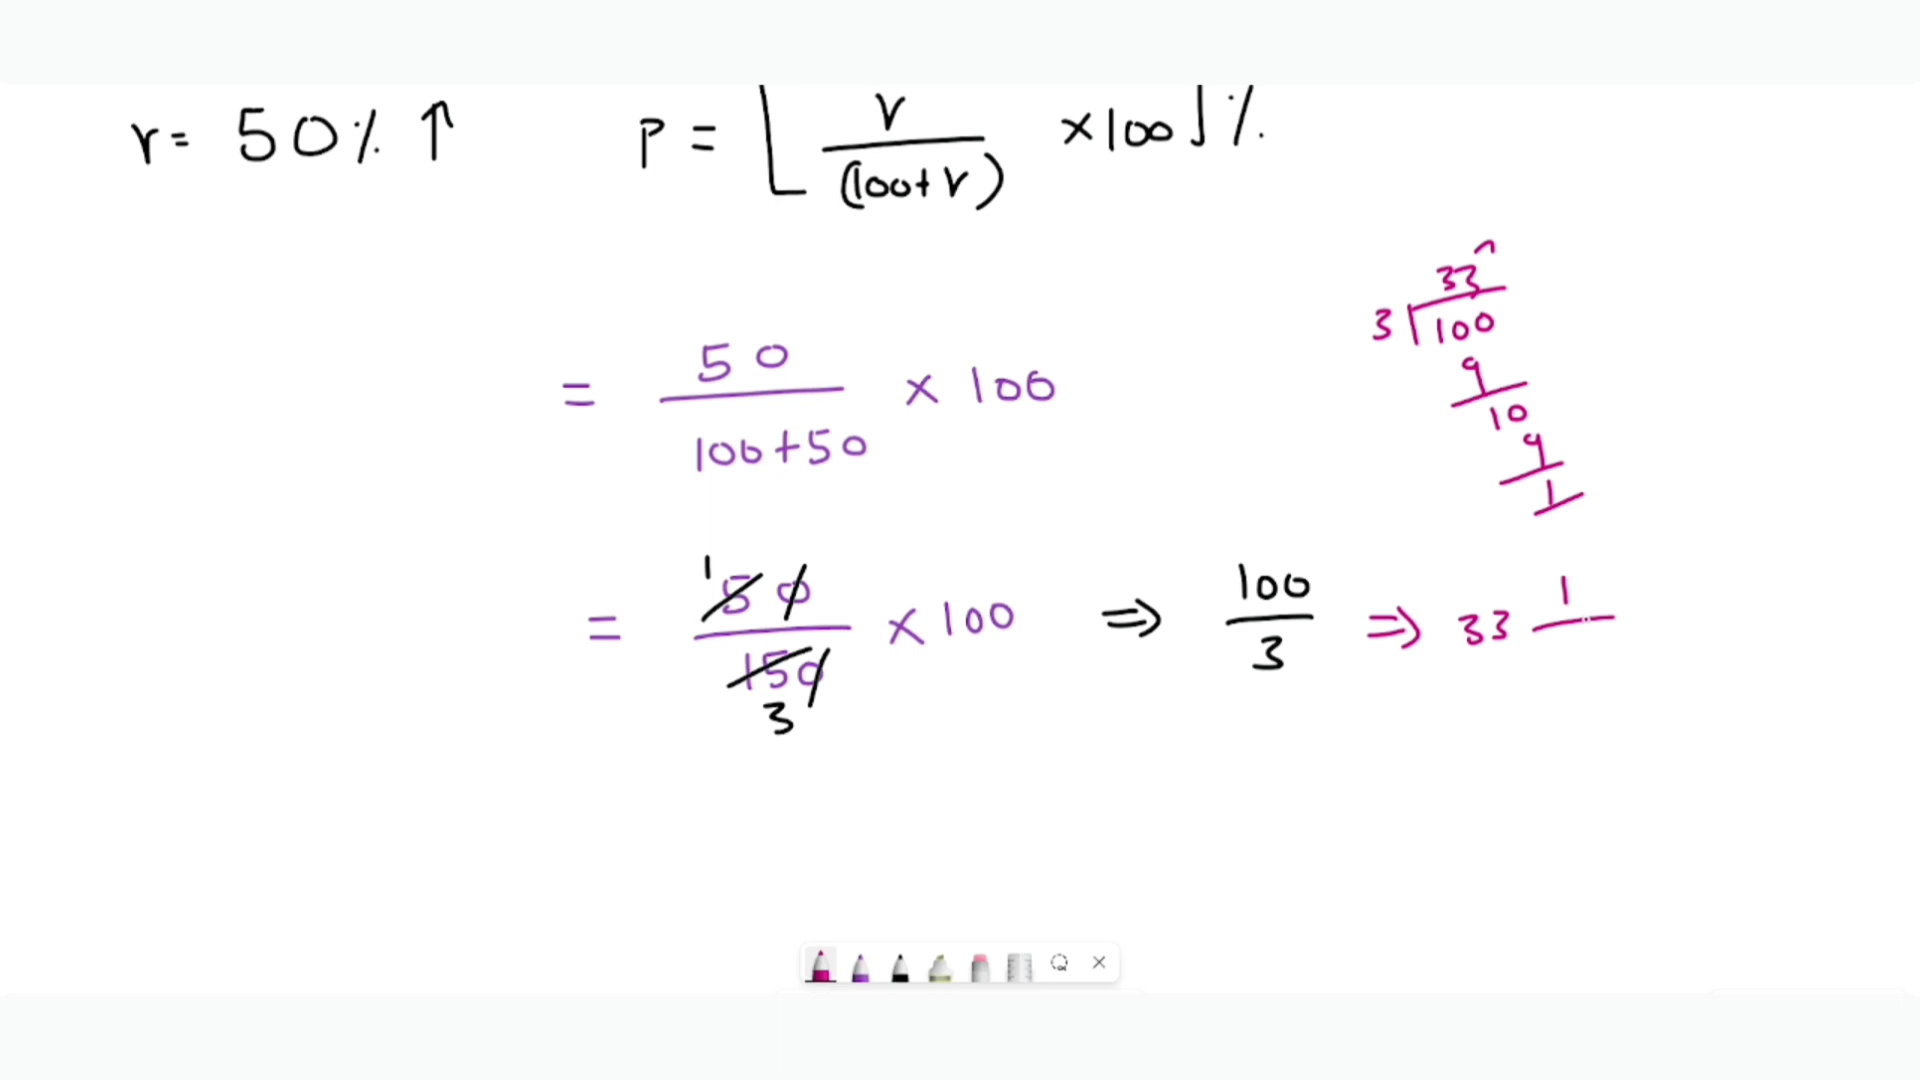 r = 50% ↑
P = [ r / (100+r) ×100 ] %.
= 50 / 100+50 × 100
33
3 100
9
10
9
1
= 50 / 150 × 100 ⇒ 100 / 3 ⇒ 33 1 /
1
3